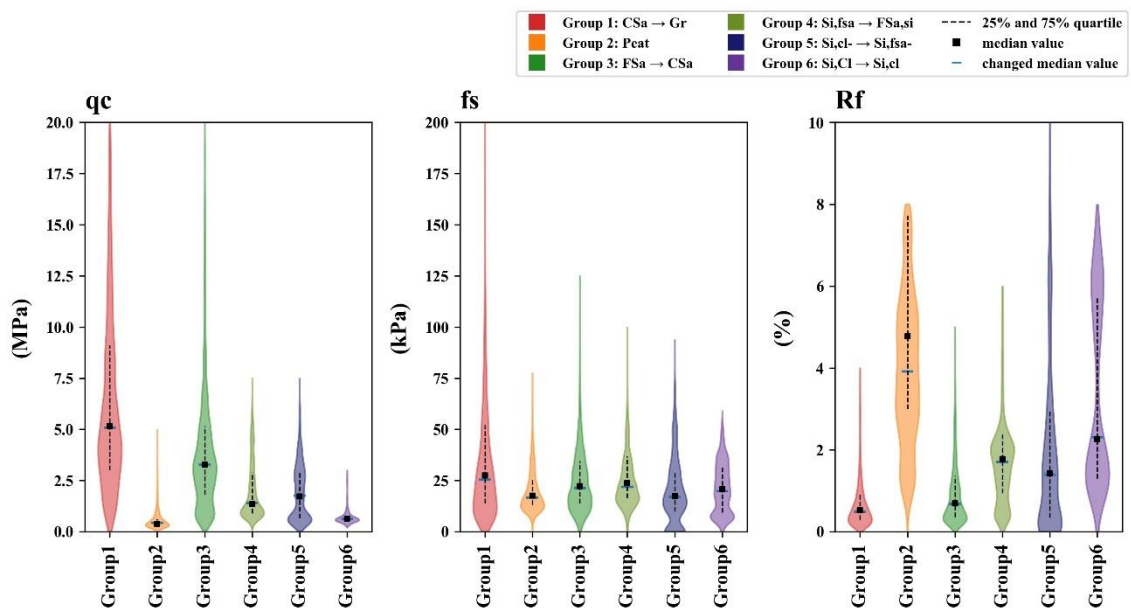 Group 1: CSa → Gr
Group 2: Peat
Group 3: FSa → CSa
Group 4: Si,fsa → FSa,si
Group 5: Si,cl- → Si,fsa-
Group 6: Si,Cl → Si,cl
25% and 75% quartile
median value
changed median value
qc
fs
Rf
(MPa)
20.0
17.5
15.0
12.5
10.0
7.5
5.0
2.5
0.0
Group1
Group2
Group3
Group4
Group5
Group6
(kPa)
200
175
150
125
100
75
50
25
0
Group1
Group2
Group3
Group4
Group5
Group6
(%)
10
8
6
4
2
0
Group1
Group2
Group3
Group4
Group5
Group6